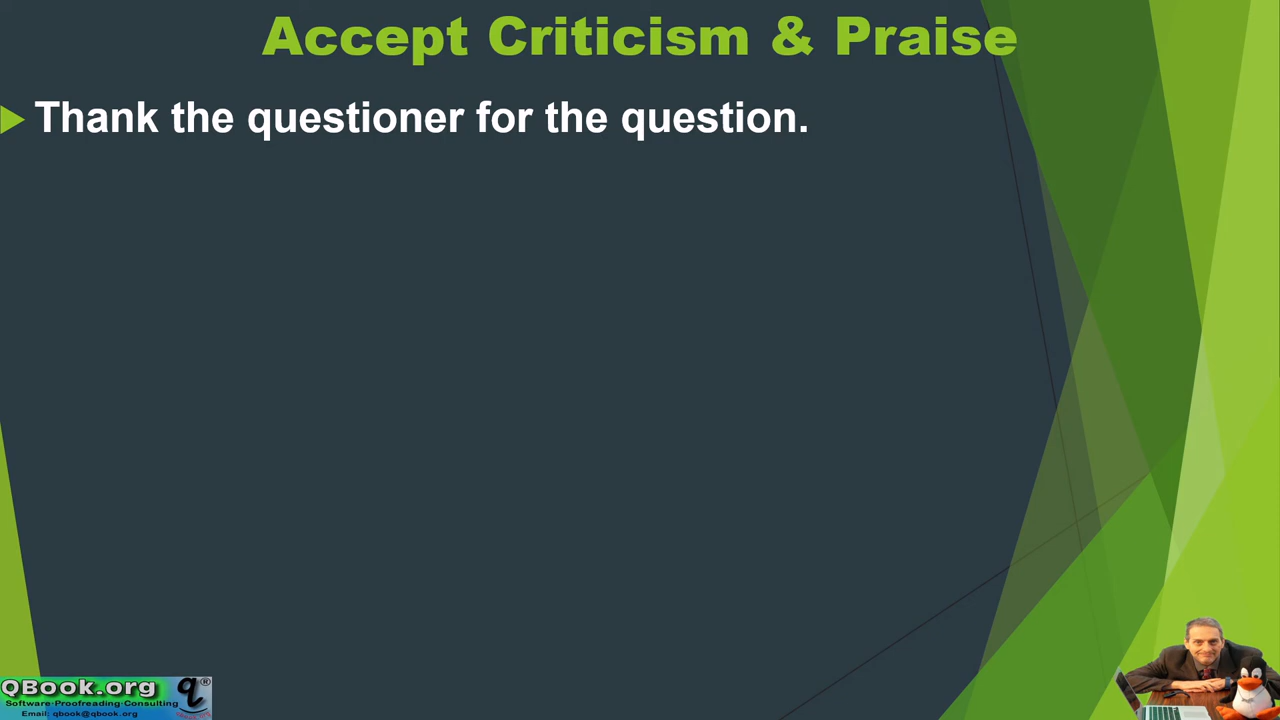 Accept Criticism & Praise
Thank the questioner for the question.
QBook.org
Software·Proofreading·Consulting
Email: qbook@qbook.org
q®